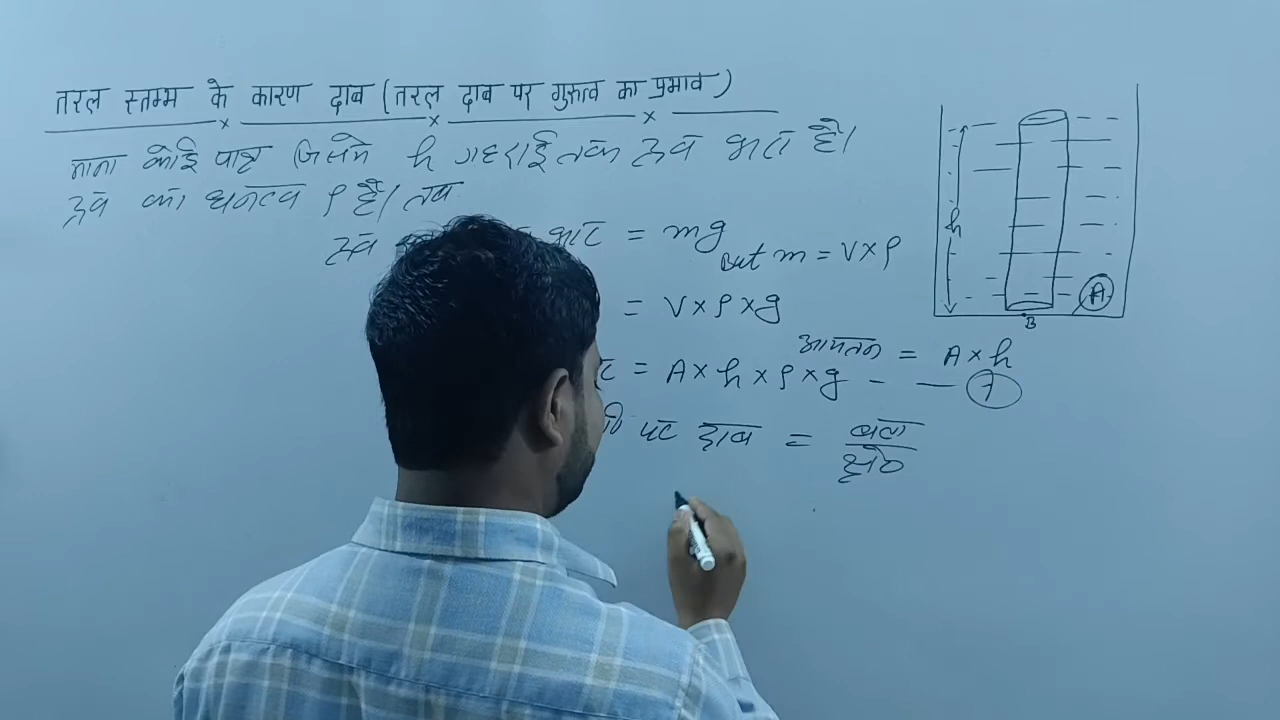 तरल स्तम्भ के कारण दाब (तरल दाब पर गुरुत्व का प्रभाव)
माना कोई पात्र जिसमे h गहराई तक द्रव भरा है।
द्रव का घनत्व ρ है। तब
द्रव भार = mg
But m = V×ρ
= V×ρ×g
आयतन = A×h
= A×h×ρ×g - — 1
पर दाब = बल / क्षे०
h
A
B